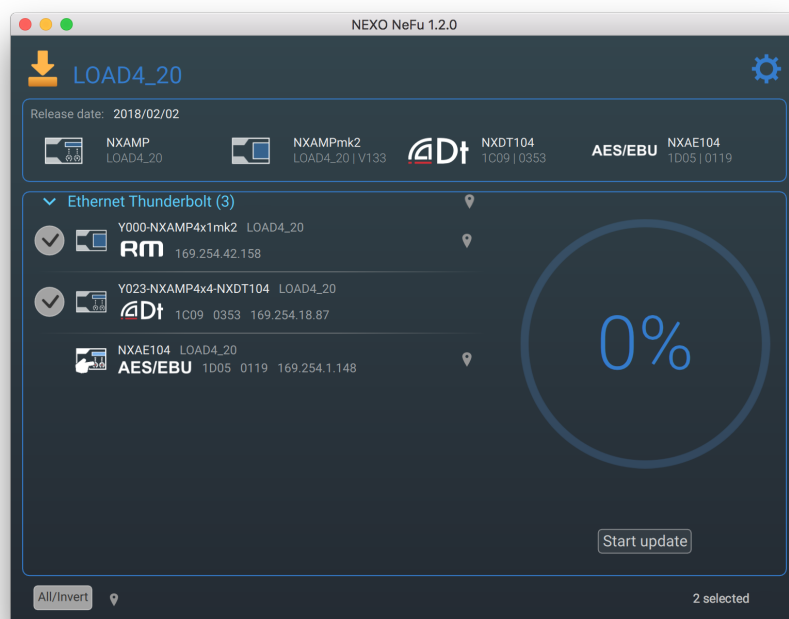 NEXO NeFu 1.2.0
LOAD4_20
Release date: 2018/02/02
NXAMP
LOAD4_20
NXAMPmk2
LOAD4_20 | V133
Dt
NXDT104
1C09 | 0353
AES/EBU
NXAE104
1D05 | 0119
Ethernet Thunderbolt (3)
Y000-NXAMP4x1mk2 LOAD4_20
RM 169.254.42.158
Y023-NXAMP4x4-NXDT104 LOAD4_20
Dt 1C09 0353 169.254.18.87
NXAE104 LOAD4_20
AES/EBU 1D05 0119 169.254.1.148
0%
Start update
All/Invert
2 selected